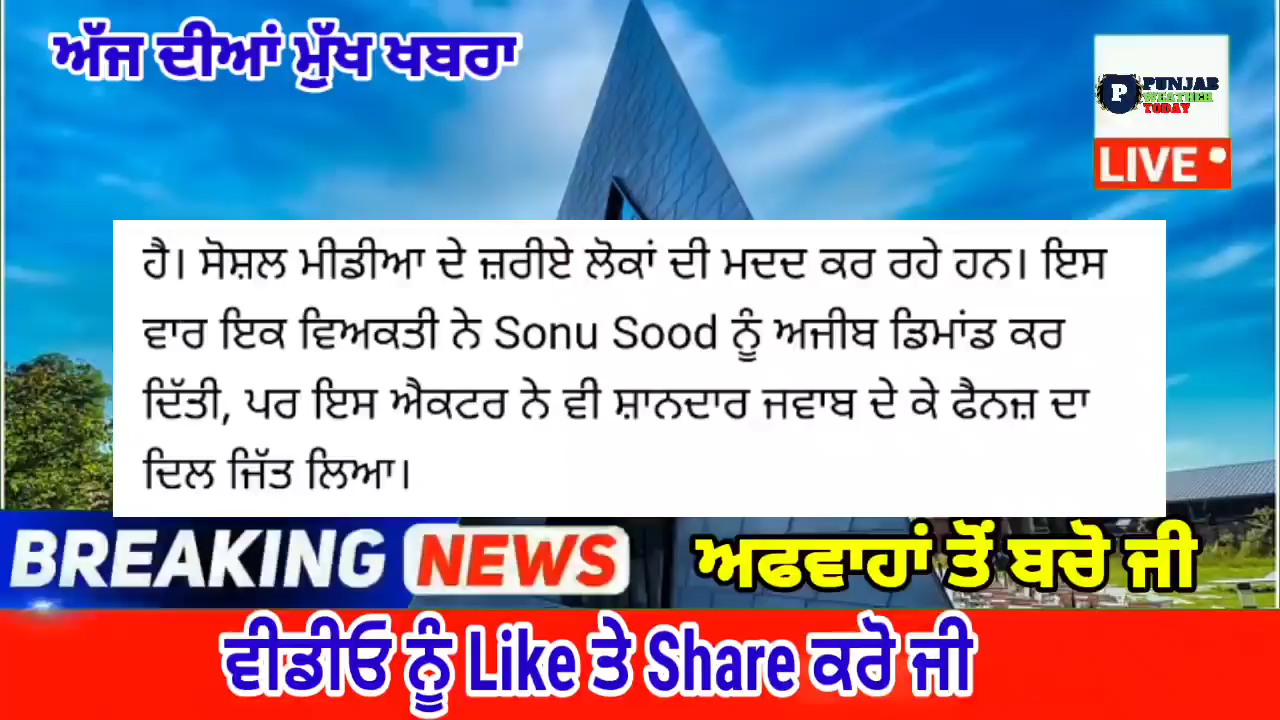 ਅੱਜ ਦੀਆਂ ਮੁੱਖ ਖਬਰਾ
P PUNJAB
WEATHER
TODAY
LIVE
ਹੈ। ਸੋਸ਼ਲ ਮੀਡੀਆ ਦੇ ਜ਼ਰੀਏ ਲੋਕਾਂ ਦੀ ਮਦਦ ਕਰ ਰਹੇ ਹਨ। ਇਸ
ਵਾਰ ਇਕ ਵਿਅਕਤੀ ਨੇ Sonu Sood ਨੂੰ ਅਜੀਬ ਡਿਮਾਂਡ ਕਰ
ਦਿੱਤੀ, ਪਰ ਇਸ ਐਕਟਰ ਨੇ ਵੀ ਸ਼ਾਨਦਾਰ ਜਵਾਬ ਦੇ ਕੇ ਫੈਨਜ਼ ਦਾ
ਦਿਲ ਜਿੱਤ ਲਿਆ।
BREAKING NEWS
ਅਫਵਾਹਾਂ ਤੋਂ ਬਚੋ ਜੀ
ਵੀਡੀਓ ਨੂੰ Like ਤੇ Share ਕਰੋ ਜੀ